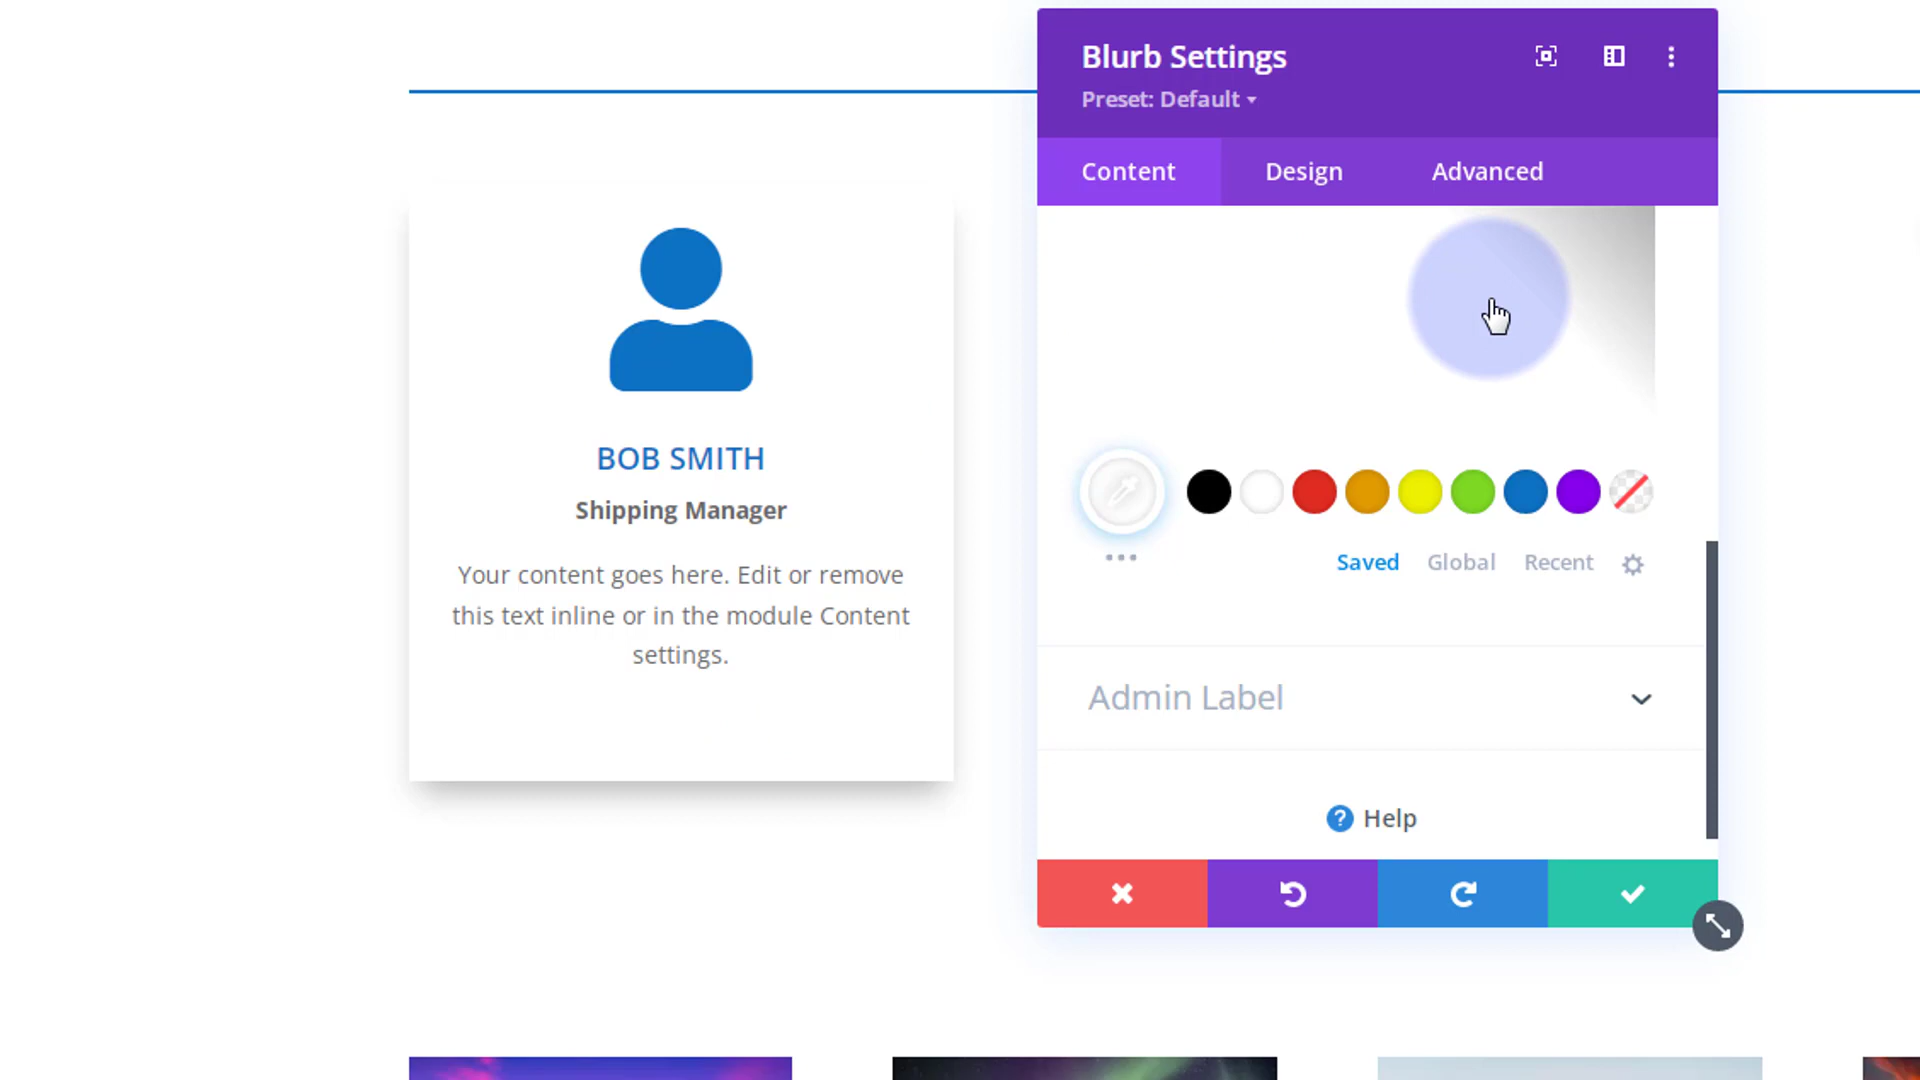 Blurb Settings
Preset: Default
Content
Design
Advanced
BOB SMITH
Shipping Manager
Your content goes here. Edit or remove
this text inline or in the module Content
settings.
Saved
Global
Recent
Admin Label
? Help